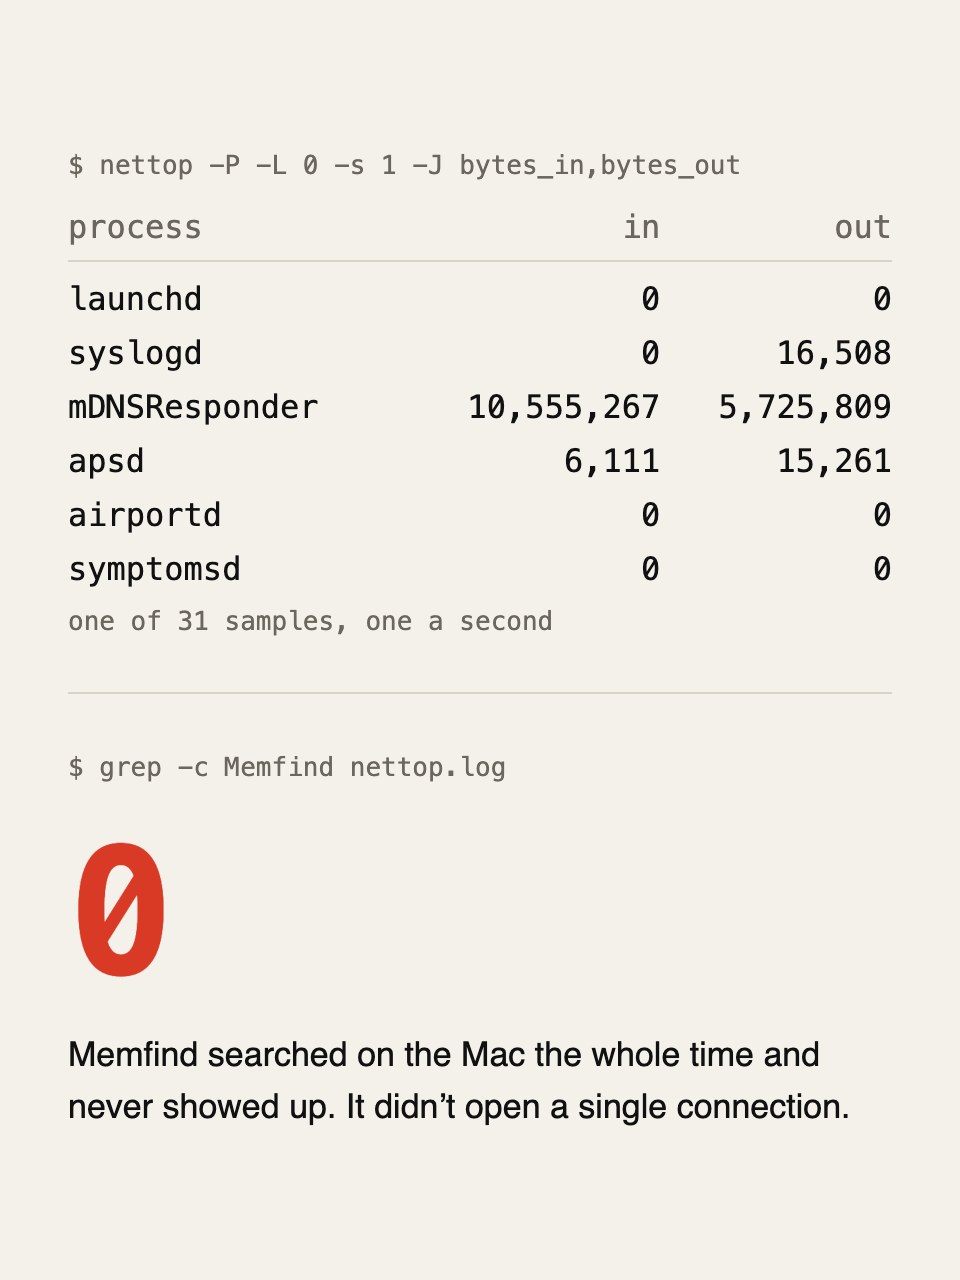 $ nettop -P -L 0 -s 1 -J bytes_in,bytes_out
process in out
launchd 0 0
syslogd 0 16,508
mDNSResponder 10,555,267 5,725,809
apsd 6,111 15,261
airportd 0 0
symptomsd 0 0
one of 31 samples, one a second
$ grep -c Memfind nettop.log
0
Memfind searched on the Mac the whole time and
never showed up. It didn’t open a single connection.